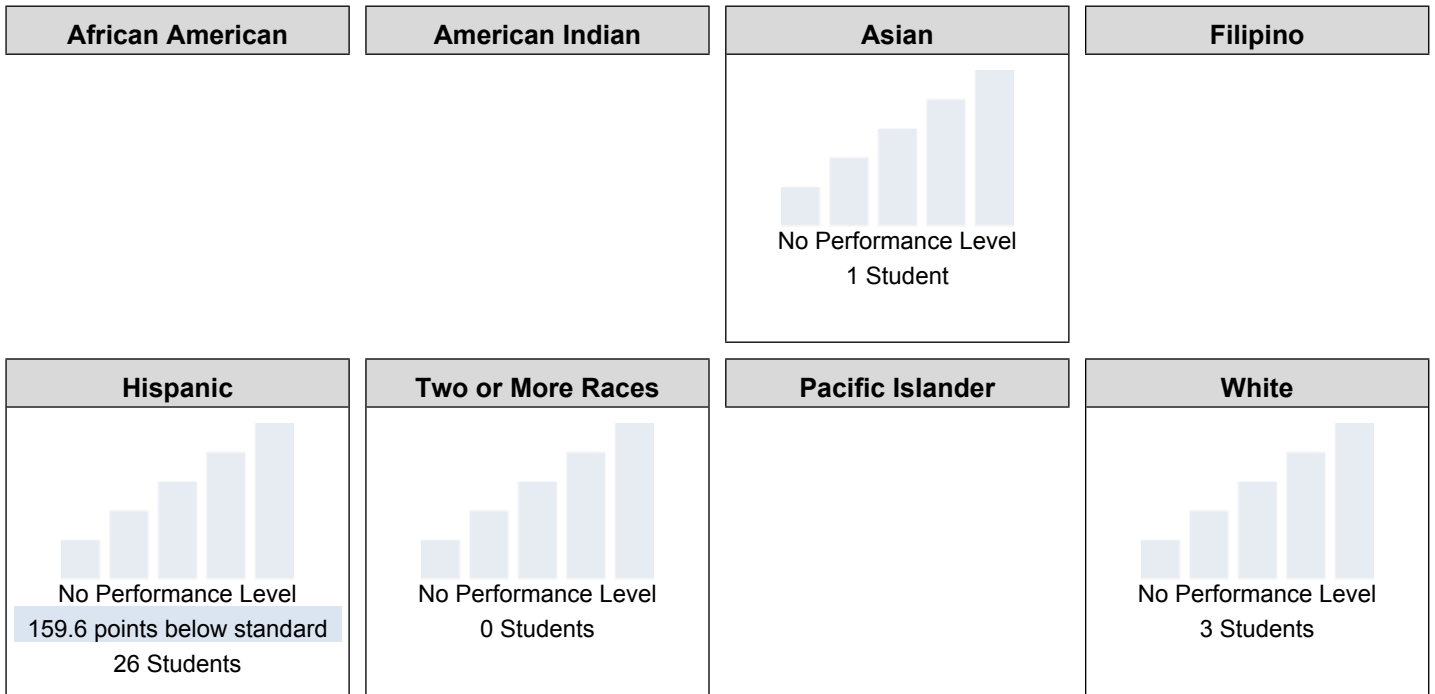 African American
American Indian
Asian
Filipino
No Performance Level
1 Student
Hispanic
Two or More Races
Pacific Islander
White
No Performance Level
159.6 points below standard
26 Students
No Performance Level
0 Students
No Performance Level
3 Students